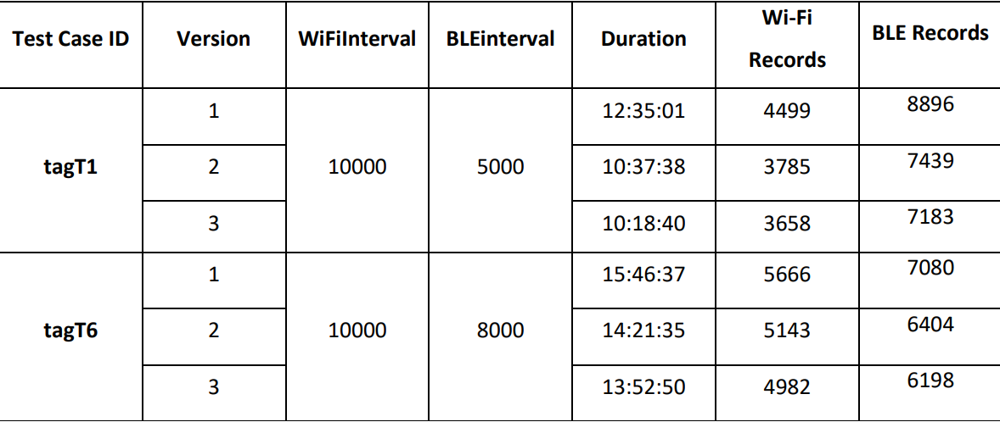 Test Case ID Version WiFiInterval BLEinterval Duration Wi-Fi Records BLE Records
tagT1 1 10000 5000 12:35:01 4499 8896
2 10:37:38 3785 7439
3 10:18:40 3658 7183
tagT6 1 10000 8000 15:46:37 5666 7080
2 14:21:35 5143 6404
3 13:52:50 4982 6198